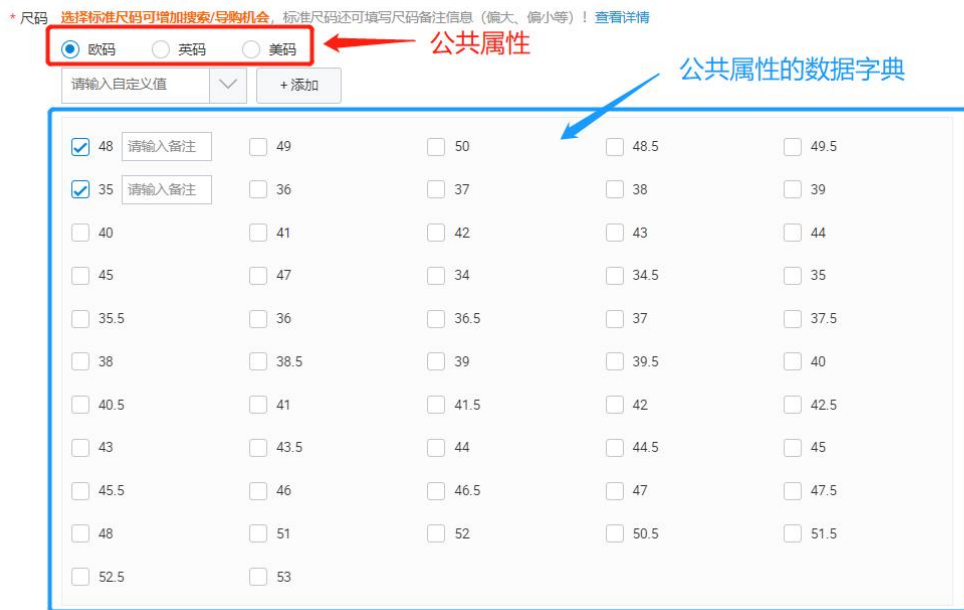 * 尺码 选择标准尺码可增加搜索/导购机会，标准尺码还可填写尺码备注信息（偏大、偏小等）！查看详情
欧码 英码 美码 公共属性
请输入自定义值 +添加 公共属性的数据字典
48 请输入备注 49 50 48.5 49.5
35 请输入备注 36 37 38 39
40 41 42 43 44
45 47 34 34.5 35
35.5 36 36.5 37 37.5
38 38.5 39 39.5 40
40.5 41 41.5 42 42.5
43 43.5 44 44.5 45
45.5 46 46.5 47 47.5
48 51 52 50.5 51.5
52.5 53